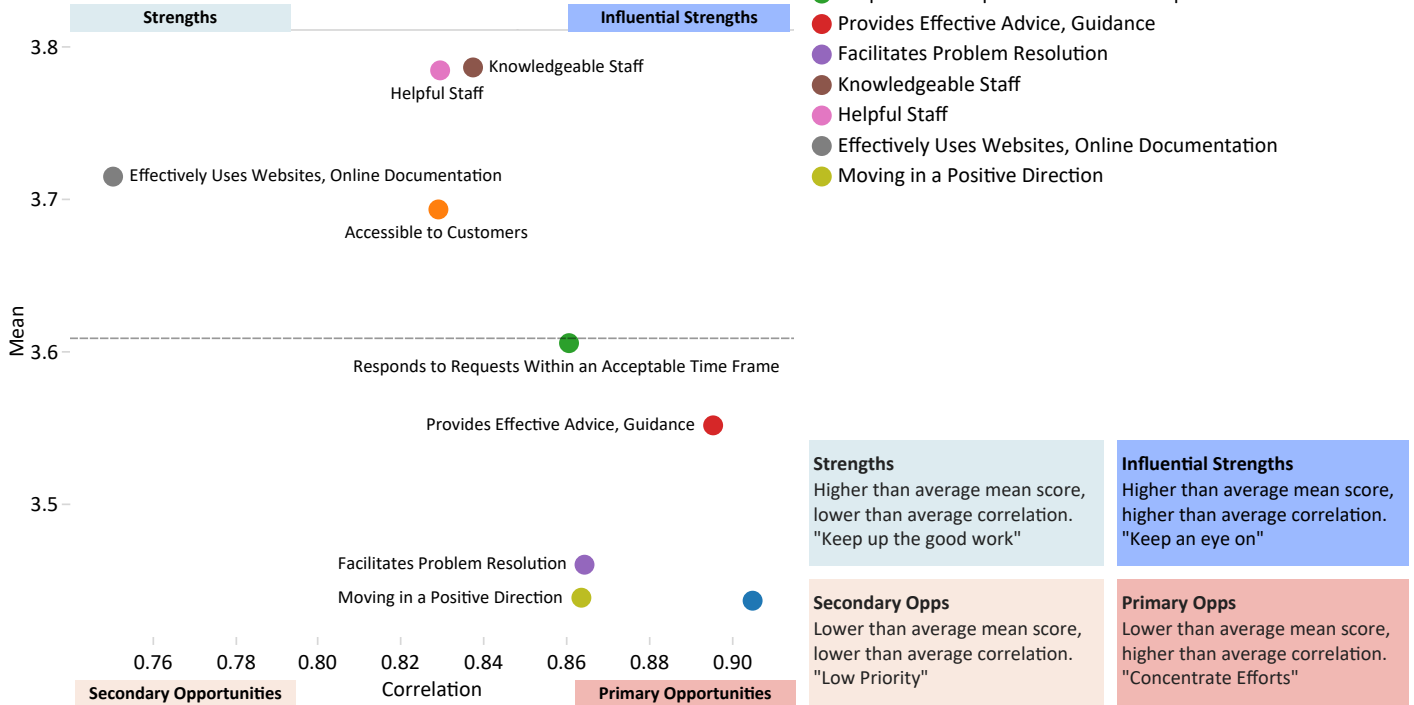 Strengths
Influential Strengths
Provides Effective Advice, Guidance
Facilitates Problem Resolution
Knowledgeable Staff
Helpful Staff
Effectively Uses Websites, Online Documentation
Moving in a Positive Direction
3.8
3.7
3.6
3.5
Mean
Knowledgeable Staff
Helpful Staff
Effectively Uses Websites, Online Documentation
Accessible to Customers
Responds to Requests Within an Acceptable Time Frame
Provides Effective Advice, Guidance
Facilitates Problem Resolution
Moving in a Positive Direction
0.76 0.78 0.80 0.82 0.84 0.86 0.88 0.90
Correlation
Secondary Opportunities
Primary Opportunities
Strengths
Higher than average mean score,
lower than average correlation.
"Keep up the good work"
Influential Strengths
Higher than average mean score,
higher than average correlation.
"Keep an eye on"
Secondary Opps
Lower than average mean score,
lower than average correlation.
"Low Priority"
Primary Opps
Lower than average mean score,
higher than average correlation.
"Concentrate Efforts"